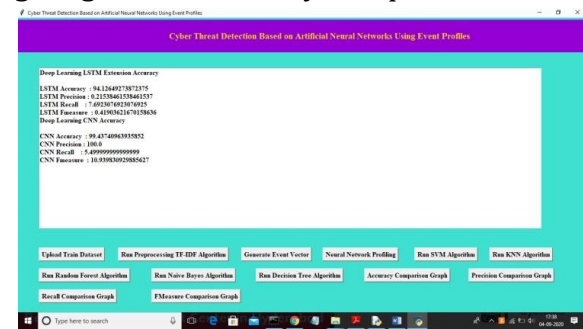 Cyber Threat Detection Based on Artificial Neural Networks Using Event Profiles
Cyber Threat Detection Based on Artificial Neural Networks Using Event Profiles
Deep Learning LSTM Extension Accuracy
LSTM Accuracy : 94.12649273872375
LSTM Precision : 0.21538461538461537
LSTM Recall : 7.6923076923076925
LSTM Fmeasure : 0.41903621670158636
Deep Learning CNN Accuracy
CNN Accuracy : 99.43740963935852
CNN Precision : 100.0
CNN Recall : 5.499999999999999
CNN Fmeasure : 10.939830929885627
Upload Train Dataset Run Preprocessing TF-IDF Algorithm Generate Event Vector Neural Network Profiling Run SVM Algorithm Run KNN Algorithm
Run Random Forest Algorithm Run Naive Bayes Algorithm Run Decision Tree Algorithm Accuracy Comparison Graph Precision Comparison Graph
Recall Comparison Graph FMeasure Comparison Graph
Type here to search
17:38
04-09-2020